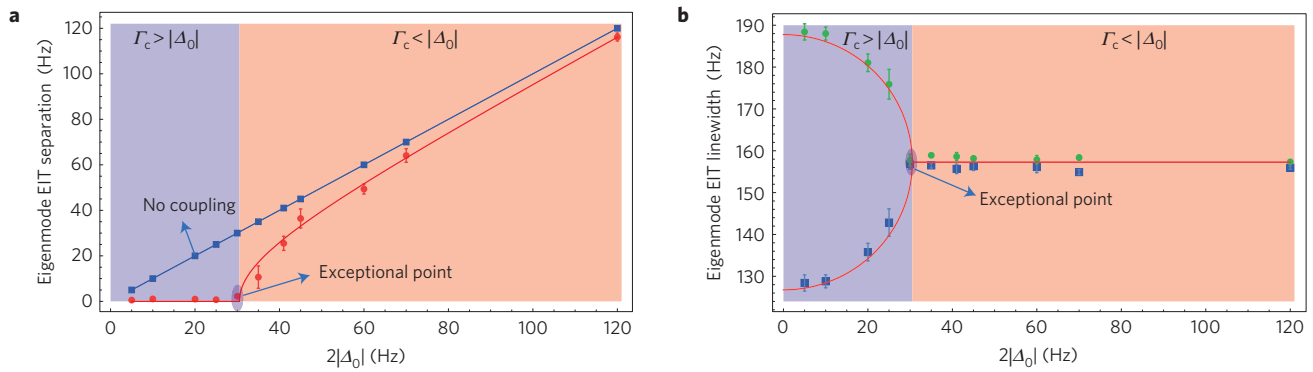 a
Γc > |Δ0|
Γc < |Δ0|
Eigenmode EIT separation (Hz)
120
100
80
60
40
20
0
No coupling
Exceptional point
0 20 40 60 80 100 120
2|Δ0| (Hz)
b
Γc > |Δ0|
Γc < |Δ0|
Eigenmode EIT linewidth (Hz)
190
180
170
160
150
140
130
Exceptional point
0 20 40 60 80 100 120
2|Δ0| (Hz)